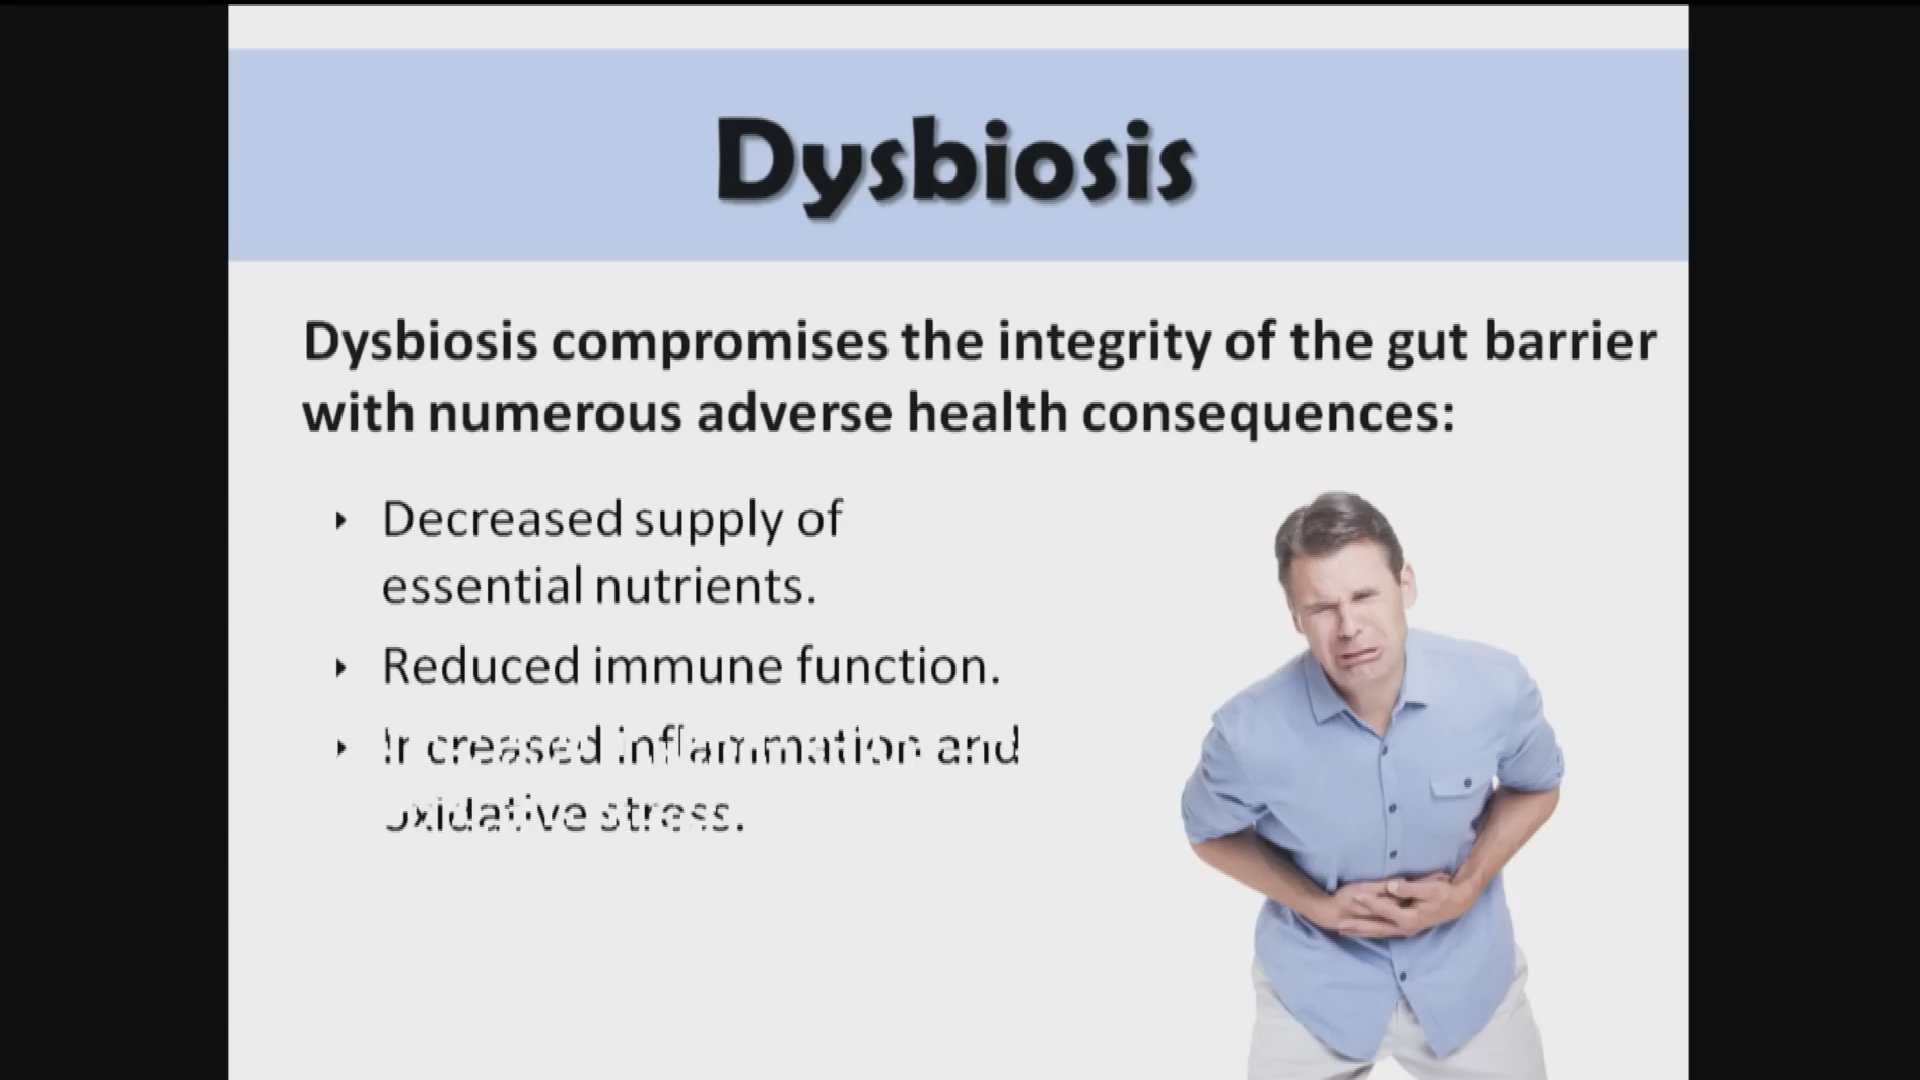 Dysbiosis
Dysbiosis compromises the integrity of the gut barrier
with numerous adverse health consequences:
‣ Decreased supply of
essential nutrients.
‣ Reduced immune function.
‣ Increased inflammation and
oxidative stress.